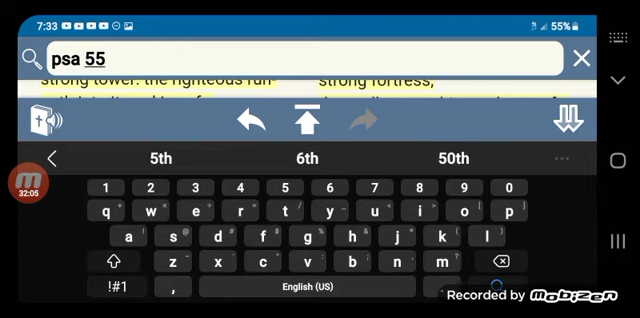 7:33 55%
psa 55
strong tower: the righteous run- strong fortress;
5th 6th 50th ...
1 2 3 4 5 6 7 8 9 0
q + w × e ÷ r = t / y _ u < i > o [ p ]
a ! s @ d # f 8 g % h & j * k ( l )
z - x ' c " v : b ; n , m ?
!#1 , English (US)
32:05
Recorded by mobizen